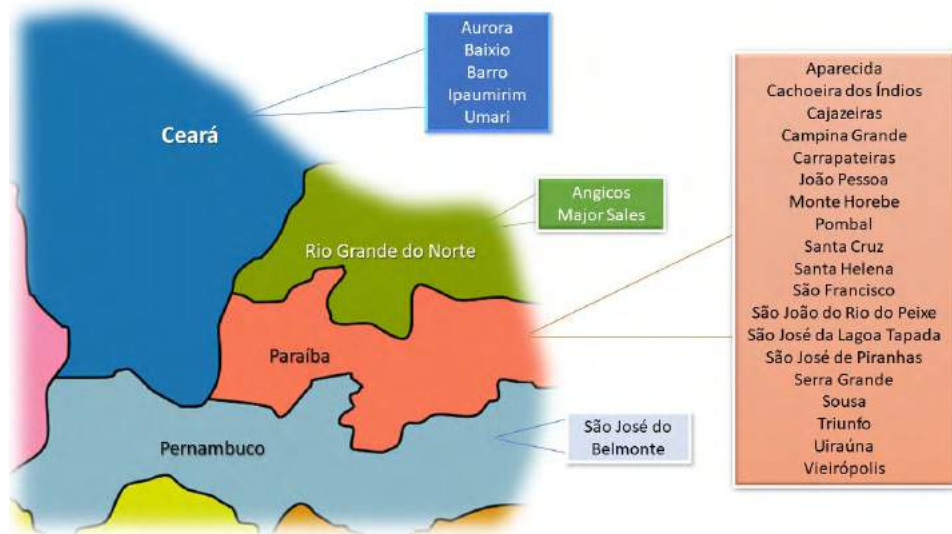 Ceará
Aurora
Baixio
Barro
Ipaumirim
Umari
Rio Grande do Norte
Angicos
Major Sales
Paraíba
Aparecida
Cachoeira dos Índios
Cajazeiras
Campina Grande
Carrapateiras
João Pessoa
Monte Horebe
Pombal
Santa Cruz
Santa Helena
São Francisco
São João do Rio do Peixe
São José da Lagoa Tapada
São José de Piranhas
Serra Grande
Sousa
Triunfo
Uiraúna
Vieirópolis
Pernambuco
São José do
Belmonte